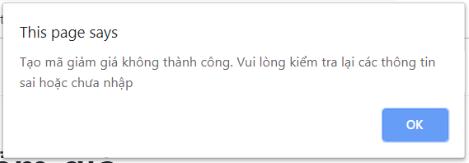 This page says
Tạo mã giảm giá không thành công. Vui lòng kiểm tra lại các thông tin
sai hoặc chưa nhập
OK